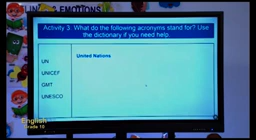 EMOTIONS
Activity 3: What do the following acronyms stand for? Use
the dictionary if you need help.
United Nations
UN
UNICEF
GMT
UNESCO
English
Grade 10